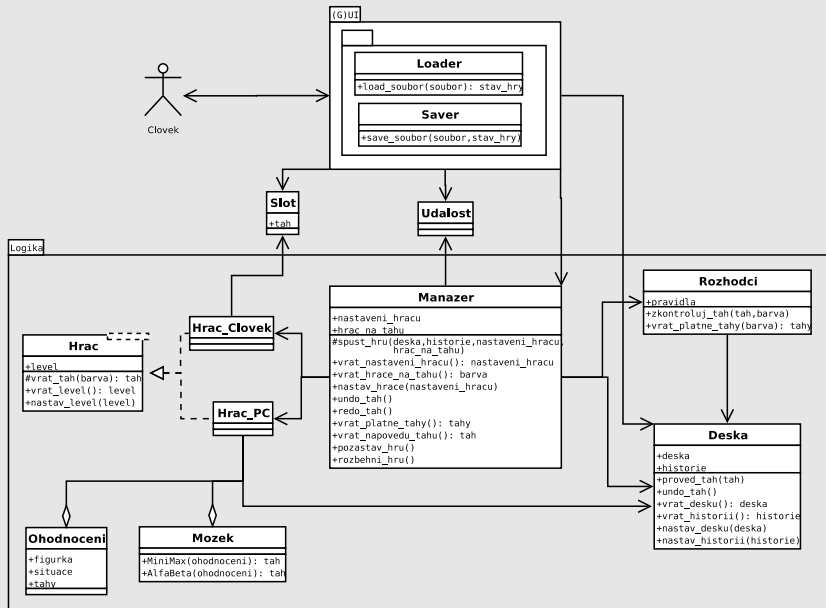 (G)UI
Loader
+load_soubor(soubor): stav_hry
Saver
+save_soubor(soubor,stav_hry)
Clovek
Slot
+tah
Udalost
Logika
Manazer
+nastaveni_hracu
+hrac_na_tahu
#spust_hru(deska,historie,nastaveni_hracu,
hrac_na_tahu)
+vrat_nastaveni_hracu(): nastaveni_hracu
+vrat_hrace_na_tahu(): barva
+nastav_hrace(nastaveni_hracu)
+undo_tah()
+redo_tah()
+vrat_platne_tahy(): tahy
+vrat_napovedu_tahu(): tah
+pozastav_hru()
+rozbehni_hru()
Rozhodci
+pravidla
+zkontroluj_tah(tah,barva)
+vrat_platne_tahy(barva): tahy
Hrac_Clovek
Hrac
+level
#vrat_tah(barva): tah
+vrat_level(): level
+nastav_level(level)
Hrac_PC
Deska
+deska
+historie
+proved_tah(tah)
+undo_tah()
+vrat_desku(): deska
+vrat_historii(): historie
+nastav_desku(deska)
+nastav_historii(historie)
Ohodnoceni
+figurka
+situace
+tahy
Mozek
+MiniMax(ohodnoceni): tah
+AlfaBeta(ohodnoceni): tah